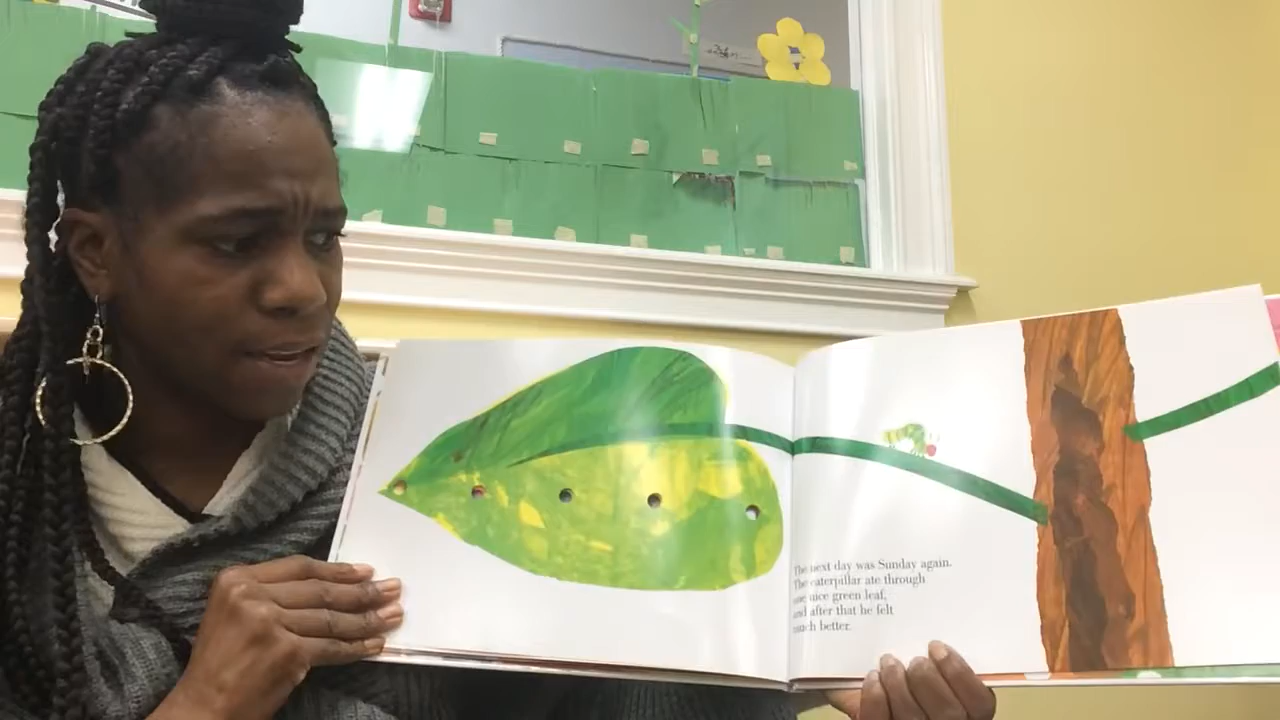 The next day was Sunday again.
The caterpillar ate through
one nice green leaf,
and after that he felt
much better.